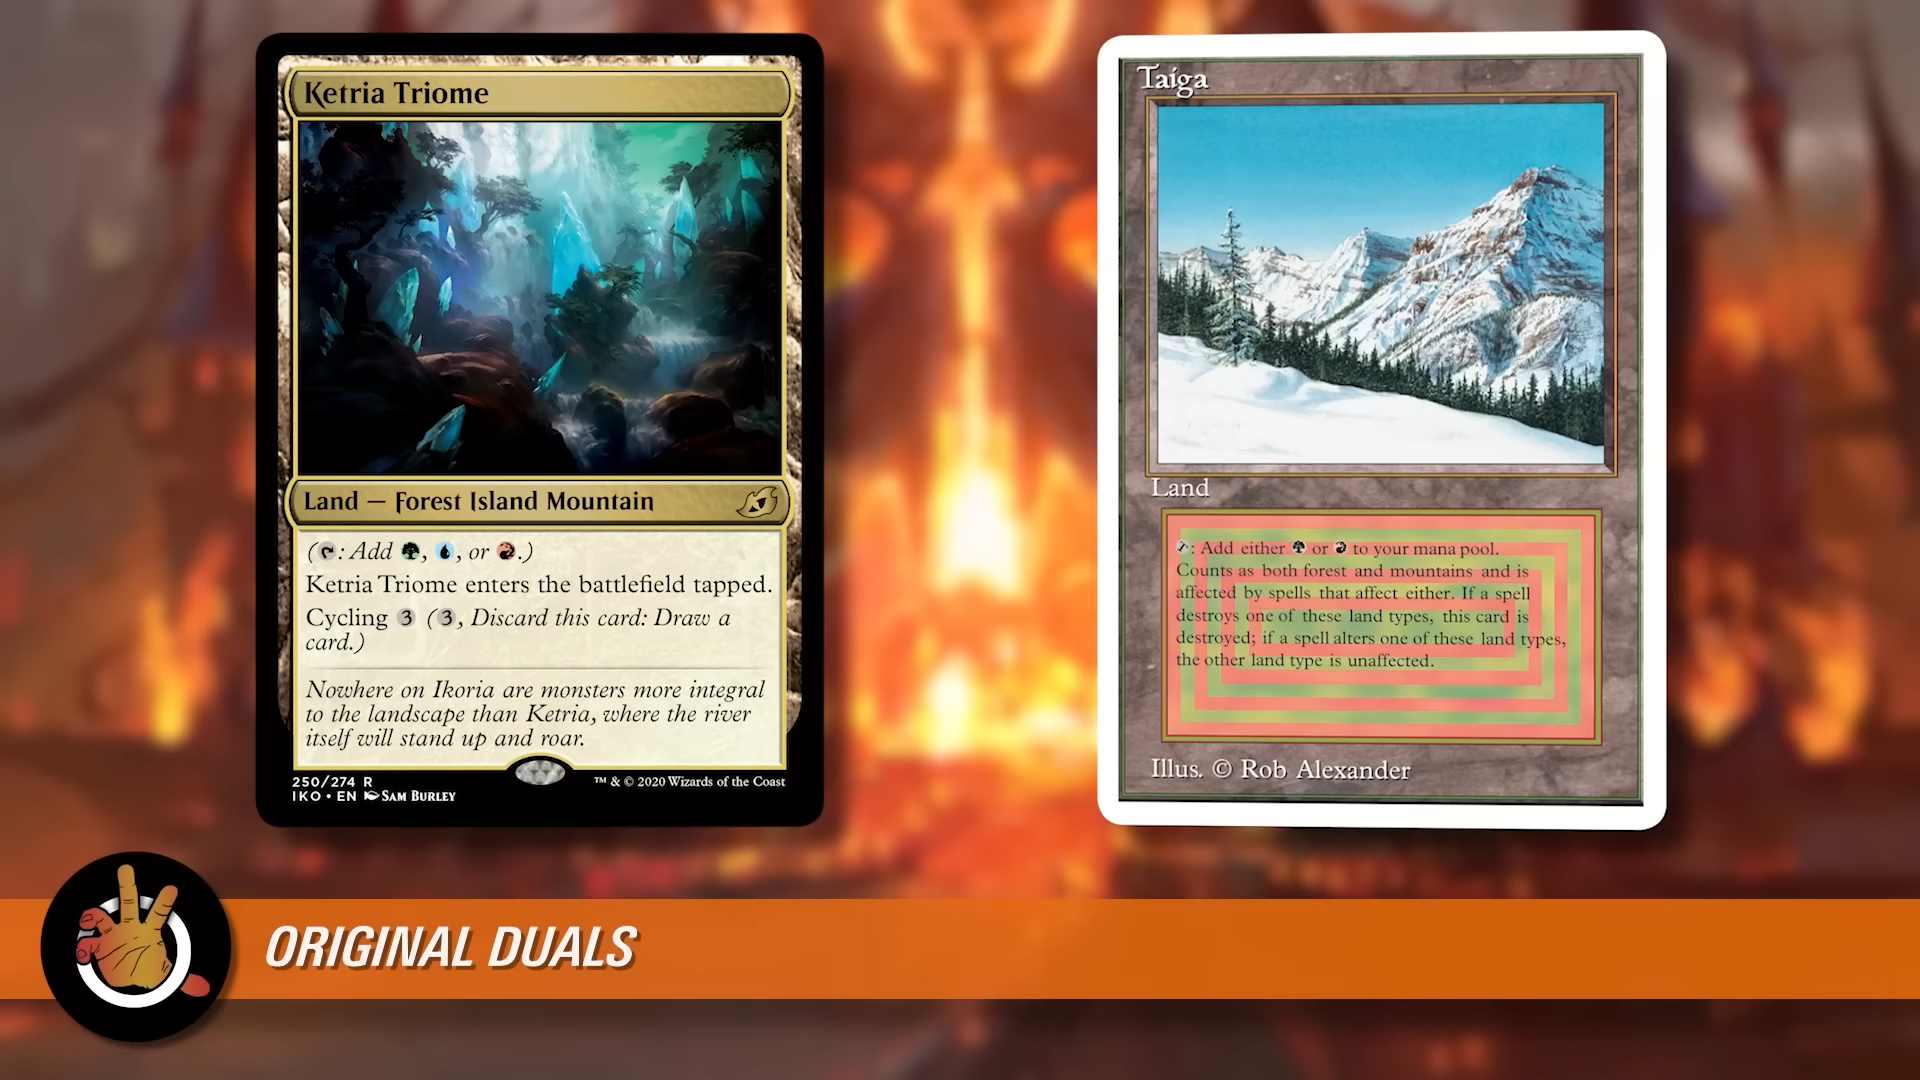 Ketria Triome
Land — Forest Island Mountain
(: Add , , or .)
Ketria Triome enters the battlefield tapped.
Cycling 3 (3, Discard this card: Draw a
card.)
Nowhere on Ikoria are monsters more integral
to the landscape than Ketria, where the river
itself will stand up and roar.
250/274 R
IKO • EN SAM BURLEY
™ & © 2020 Wizards of the Coast
Taiga
Land
: Add either or to your mana pool.
Counts as both forest and mountains and is
affected by spells that affect either. If a spell
destroys one of these land types, this card is
destroyed; if a spell alters one of these land types,
the other land type is unaffected.
Illus. © Rob Alexander
ORIGINAL DUALS